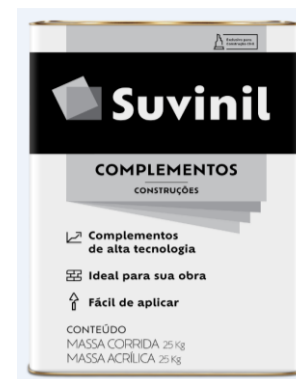 Suvinil
COMPLEMENTOS
CONSTRUÇÕES
Complementos
de alta tecnologia
Ideal para sua obra
Fácil de aplicar
CONTEÚDO
MASSA CORRIDA 25 Kg
MASSA ACRÍLICA 25 Kg